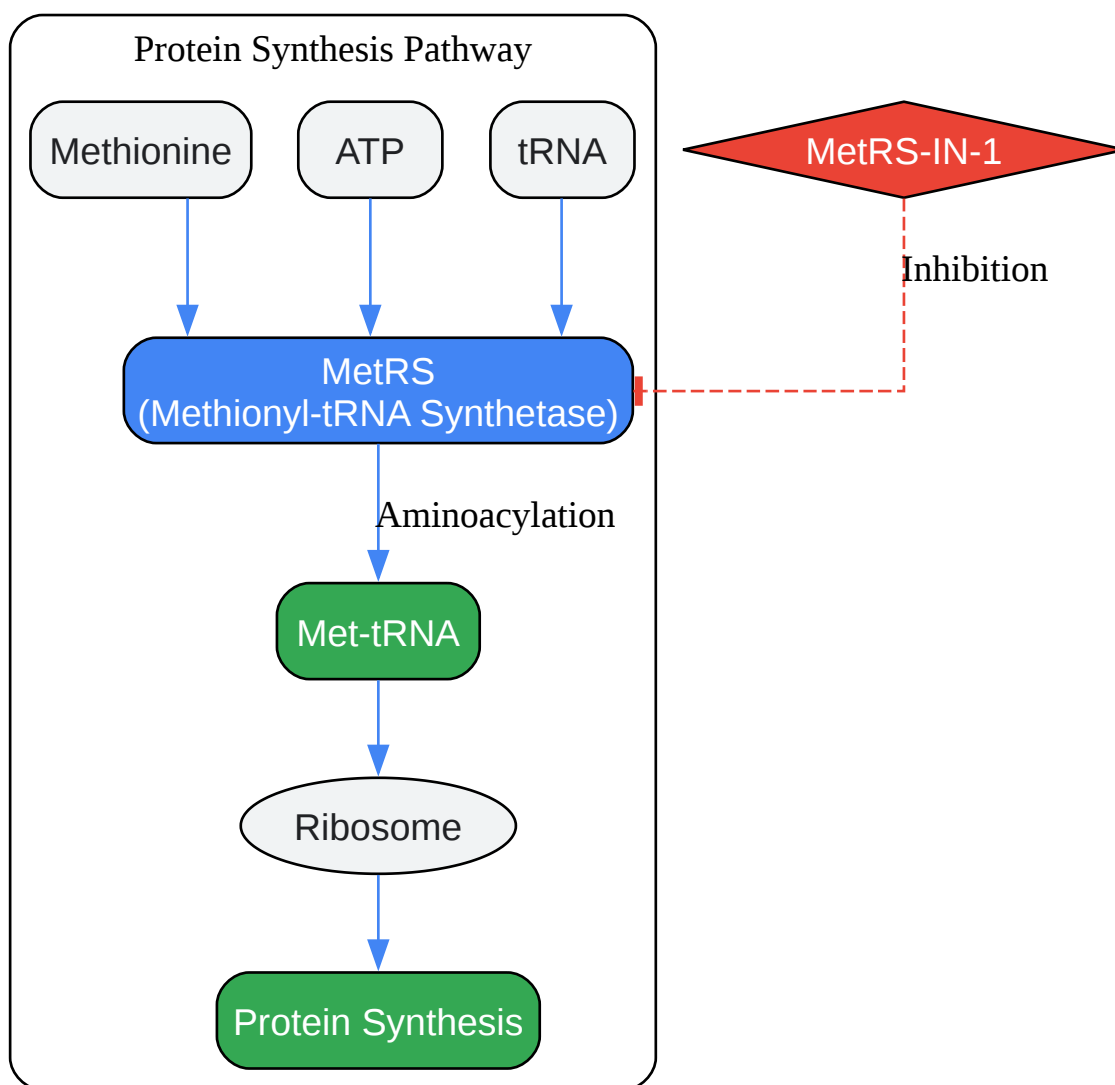 Protein Synthesis Pathway
Methionine
ATP
tRNA
MetRS-IN-1
Inhibition
MetRS
(Methionyl-tRNA Synthetase)
Aminoacylation
Met-tRNA
Ribosome
Protein Synthesis